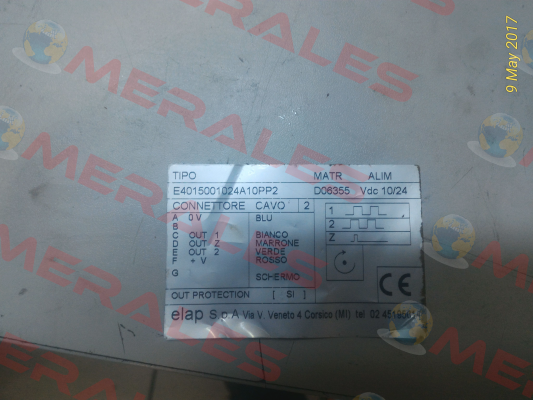 MERALES
MERALES
MERALES
9 May 2017
TIPO MATR ALIM
E4015001024A10PP2 D06355 Vdc 10/24
CONNETTORE CAVO 2
A 0 V BLU
B
C OUT 1 BIANCO
D OUT Z MARRONE
E OUT 2 VERDE
F + V ROSSO
G SCHERMO
1
2
Z
CE
OUT PROTECTION [ SI ]
elap S.p.A Via V. Veneto 4 Corsico (MI) tel 02